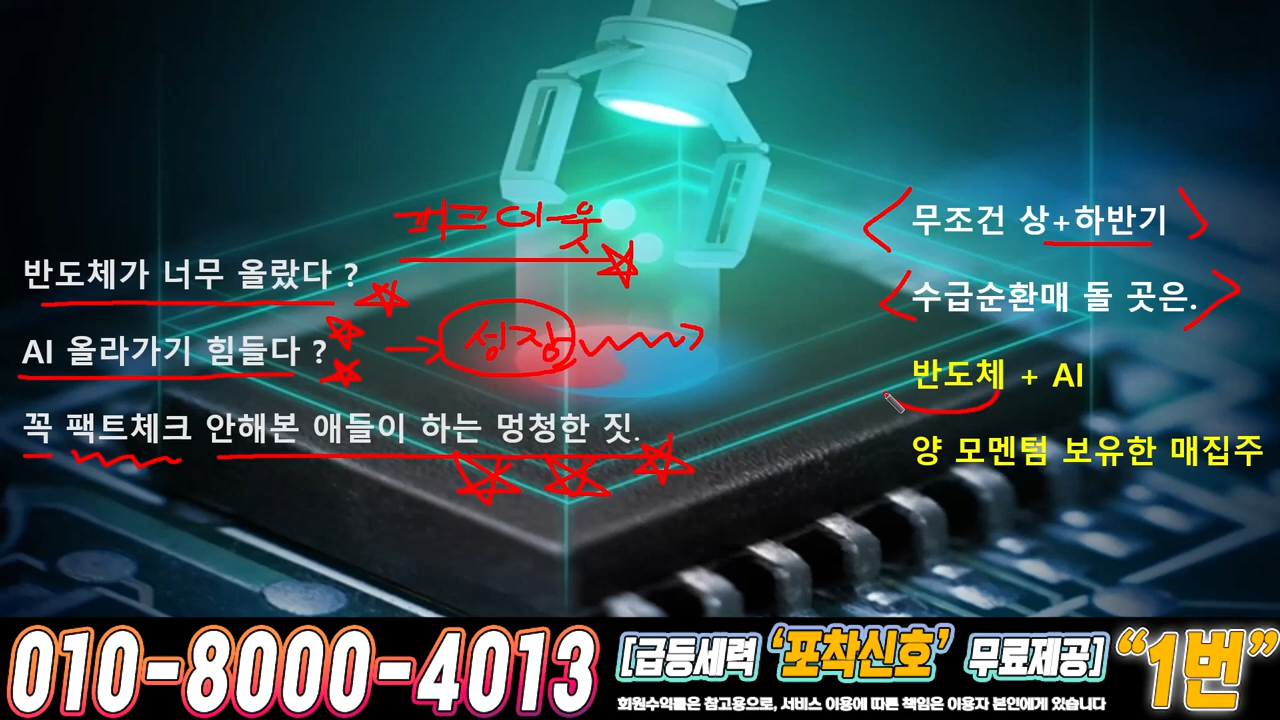 피크아웃
반도체가 너무 올랐다 ?
AI 올라가기 힘들다 ?
성장
꼭 팩트체크 안해본 애들이 하는 멍청한 짓.
무조건 상+하반기
수급순환매 돌 곳은.
반도체 + AI
양 모멘텀 보유한 매집주
010-8000-4013
[급등세력 '포착신호' 무료제공] "1번"
회원수익률은 참고용으로, 서비스 이용에 따른 책임은 이용자 본인에게 있습니다